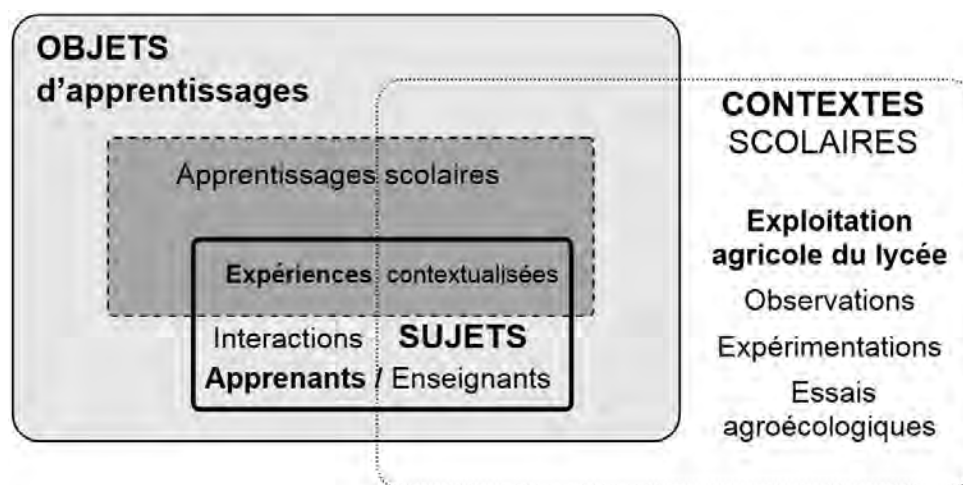 OBJETS
d'apprentissages
Apprentissages scolaires
Expériences contextualisées
Interactions SUJETS
Apprenants / Enseignants
CONTEXTES
SCOLAIRES
Exploitation
agricole du lycée
Observations
Expérimentations
Essais
agroécologiques